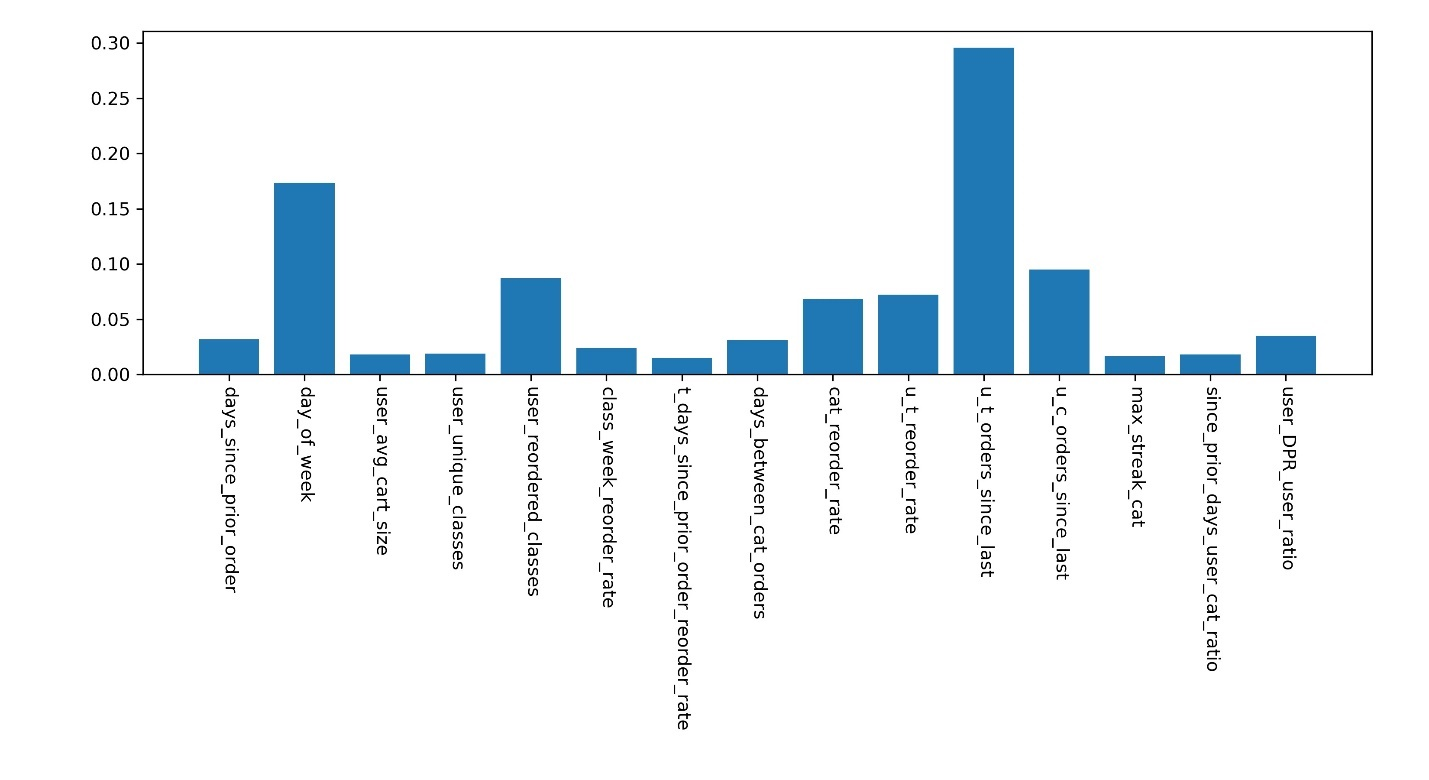 0.30
0.25
0.20
0.15
0.10
0.05
0.00
days_since_prior_order
day_of_week
user_avg_cart_size
user_unique_classes
user_reordered_classes
class_week_reorder_rate
t_days_since_prior_order_reorder_rate
days_between_cat_orders
cat_reorder_rate
u_t_reorder_rate
u_t_orders_since_last
u_c_orders_since_last
max_streak_cat
since_prior_days_user_cat_ratio
user_DPR_user_ratio